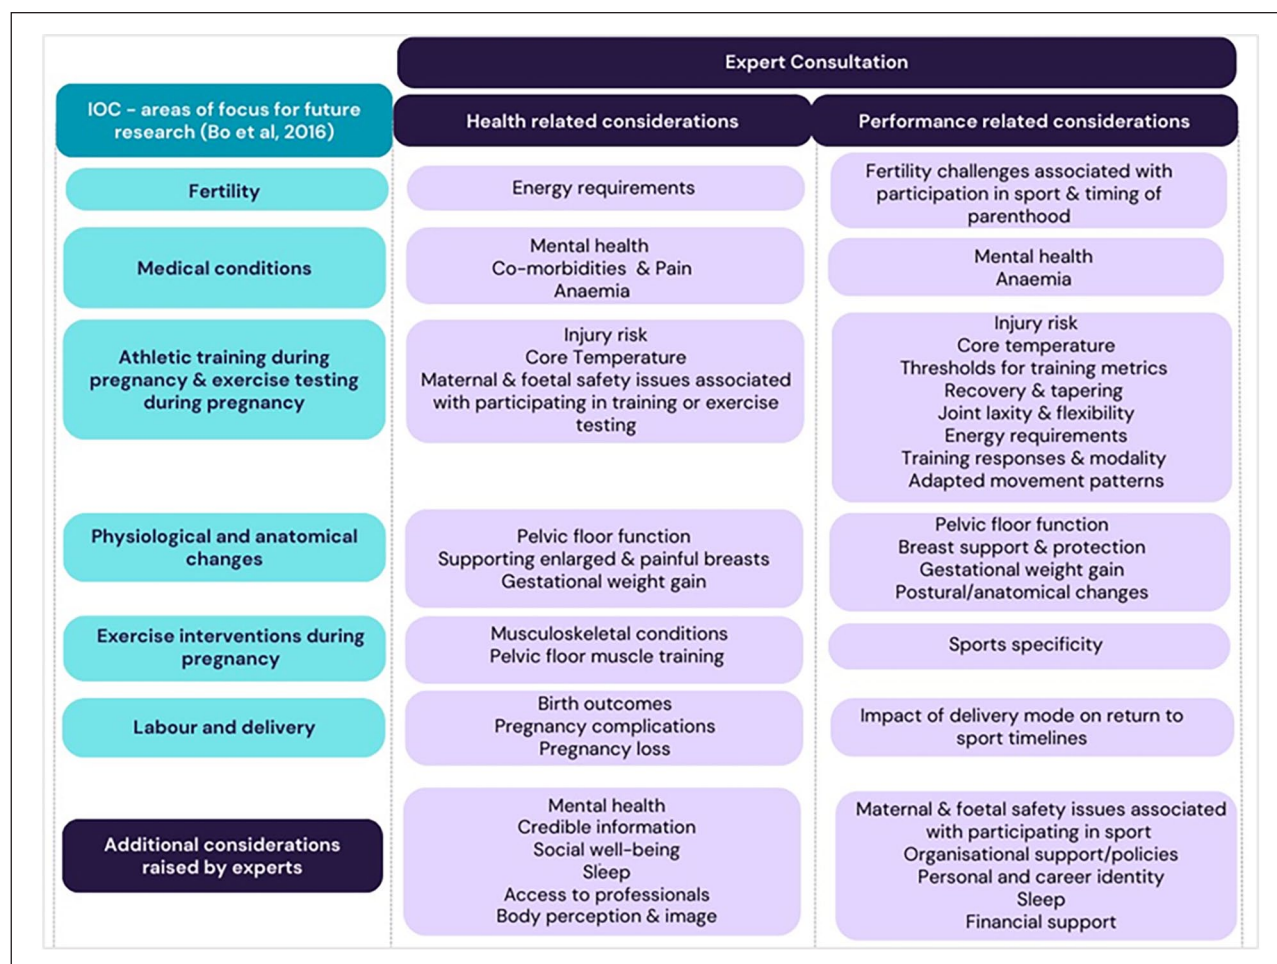 Expert Consultation
IOC - areas of focus for future
research (Bo et al, 2016)
Health related considerations
Performance related considerations
Fertility
Energy requirements
Fertility challenges associated with
participation in sport & timing of
parenthood
Medical conditions
Mental health
Co-morbidities & Pain
Anaemia
Mental health
Anaemia
Athletic training during
pregnancy & exercise testing
during pregnancy
Injury risk
Core Temperature
Maternal & foetal safety issues associated
with participating in training or exercise
testing
Injury risk
Core temperature
Thresholds for training metrics
Recovery & tapering
Joint laxity & flexibility
Energy requirements
Training responses & modality
Adapted movement patterns
Physiological and anatomical
changes
Pelvic floor function
Supporting enlarged & painful breasts
Gestational weight gain
Pelvic floor function
Breast support & protection
Gestational weight gain
Postural/anatomical changes
Exercise interventions during
pregnancy
Musculoskeletal conditions
Pelvic floor muscle training
Sports specificity
Labour and delivery
Birth outcomes
Pregnancy complications
Pregnancy loss
Impact of delivery mode on return to
sport timelines
Additional considerations
raised by experts
Mental health
Credible information
Social well-being
Sleep
Access to professionals
Body perception & image
Maternal & foetal safety issues associated
with participating in sport
Organisational support/policies
Personal and career identity
Sleep
Financial support